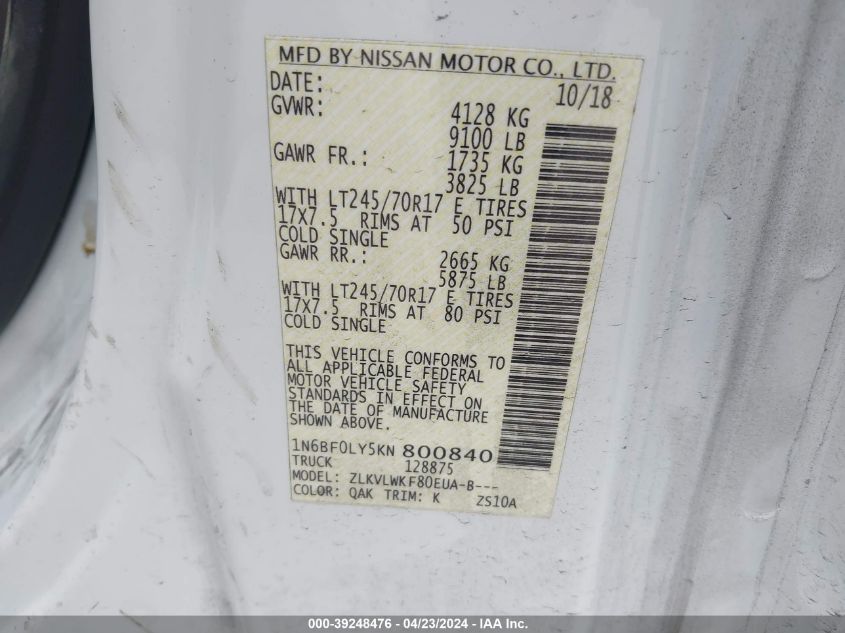 MFD BY NISSAN MOTOR CO., LTD.
DATE: 10/18
GVWR: 4128 KG
9100 LB
GAWR FR.: 1735 KG
3825 LB
WITH LT245/70R17 E TIRES
17X7.5 RIMS AT 50 PSI
COLD SINGLE
GAWR RR.: 2665 KG
5875 LB
WITH LT245/70R17 E TIRES
17X7.5 RIMS AT 80 PSI
COLD SINGLE
THIS VEHICLE CONFORMS TO
ALL APPLICABLE FEDERAL
MOTOR VEHICLE SAFETY
STANDARDS IN EFFECT ON
THE DATE OF MANUFACTURE
SHOWN ABOVE.
1N6BF0LY5KN 800840
TRUCK 128875
MODEL: ZLKVLWKF80EUA-B---
COLOR: QAK TRIM: K ZS10A
000-39248476 - 04/23/2024 - IAA Inc.